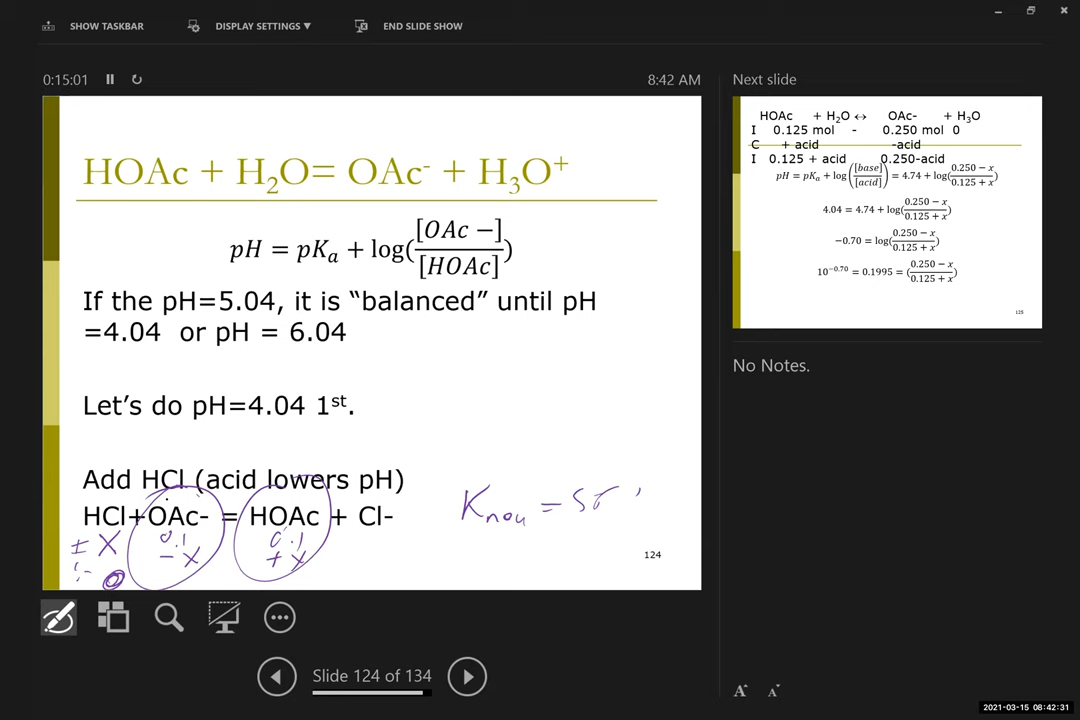 SHOW TASKBAR DISPLAY SETTINGS ▼ END SLIDE SHOW
0:15:01 8:42 AM
HOAc + H₂O= OAc⁻ + H₃O⁺
pH = pKₐ + log([OAc −]/[HOAc])
If the pH=5.04, it is “balanced” until pH
=4.04 or pH = 6.04
Let’s do pH=4.04 1ˢᵗ.
Add HCl (acid lowers pH)
HCl+OAc- = HOAc + Cl-
X 0.1 0.1
− X + X
124
Slide 124 of 134
Next slide
HOAc + H₂O ↔ OAc- + H₃O
I 0.125 mol - 0.250 mol 0
C + acid -acid
I 0.125 + acid 0.250-acid
pH = pKₐ + log([base]/[acid]) = 4.74 + log(0.250 − x/0.125 + x)
4.04 = 4.74 + log(0.250 − x/0.125 + x)
−0.70 = log(0.250 − x/0.125 + x)
10⁻⁰·⁷⁰ = 0.1995 = (0.250 − x/0.125 + x)
125
No Notes.
A A
2021-03-15 08:42:31